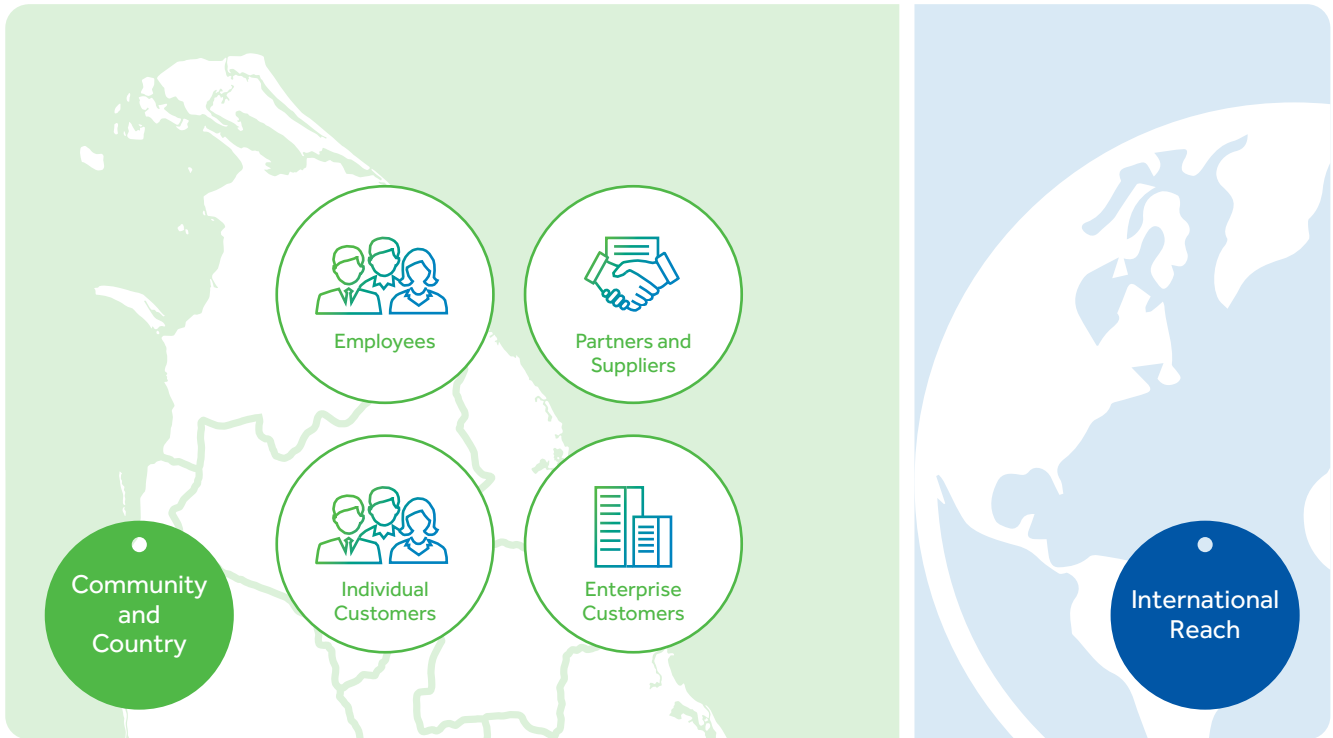 Employees
Partners and
Suppliers
Individual
Customers
Enterprise
Customers
Community
and
Country
International
Reach